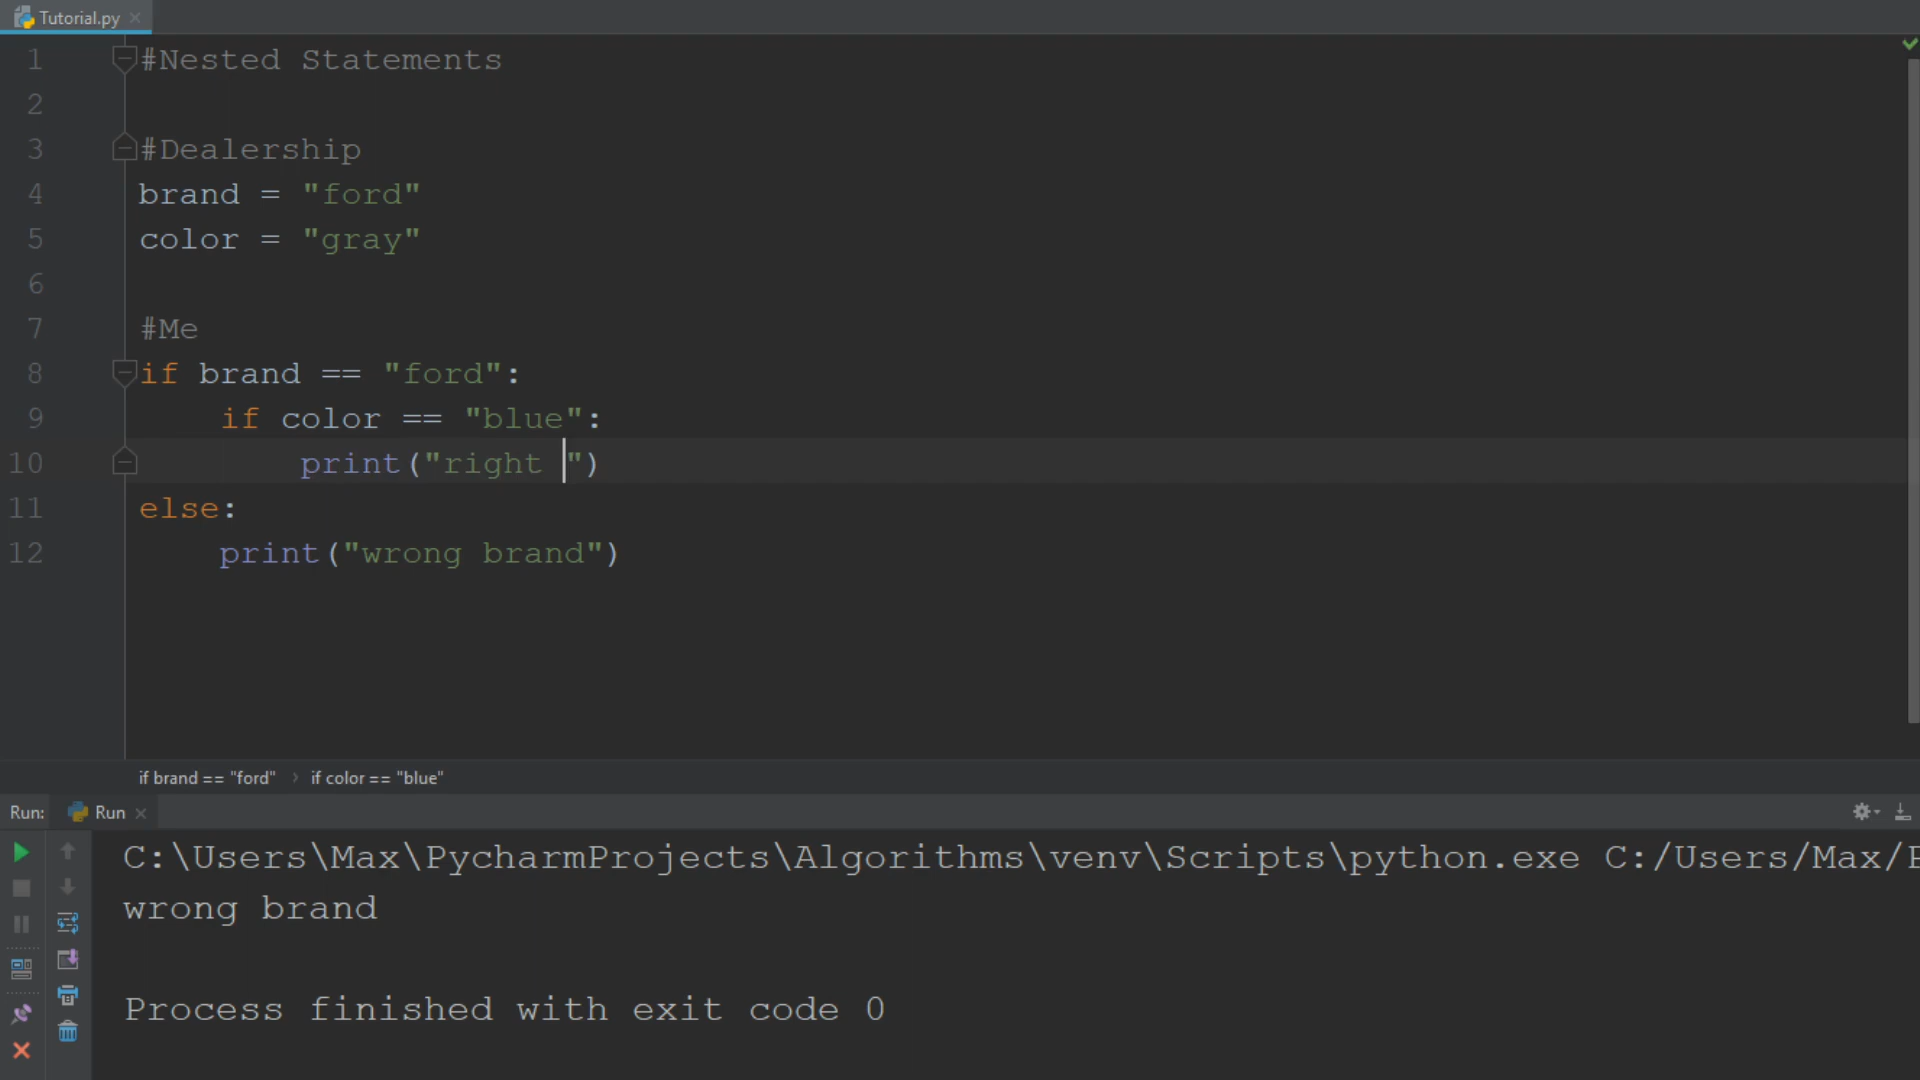 Tutorial.py
1 #Nested Statements
2
3 #Dealership
4 brand = "ford"
5 color = "gray"
6
7 #Me
8 if brand == "ford":
9 if color == "blue":
10 print("right ")
11 else:
12 print("wrong brand")
if brand == "ford" › if color == "blue"
Run: Run
C:\Users\Max\PycharmProjects\Algorithms\venv\Scripts\python.exe C:/Users/Max/
wrong brand
Process finished with exit code 0